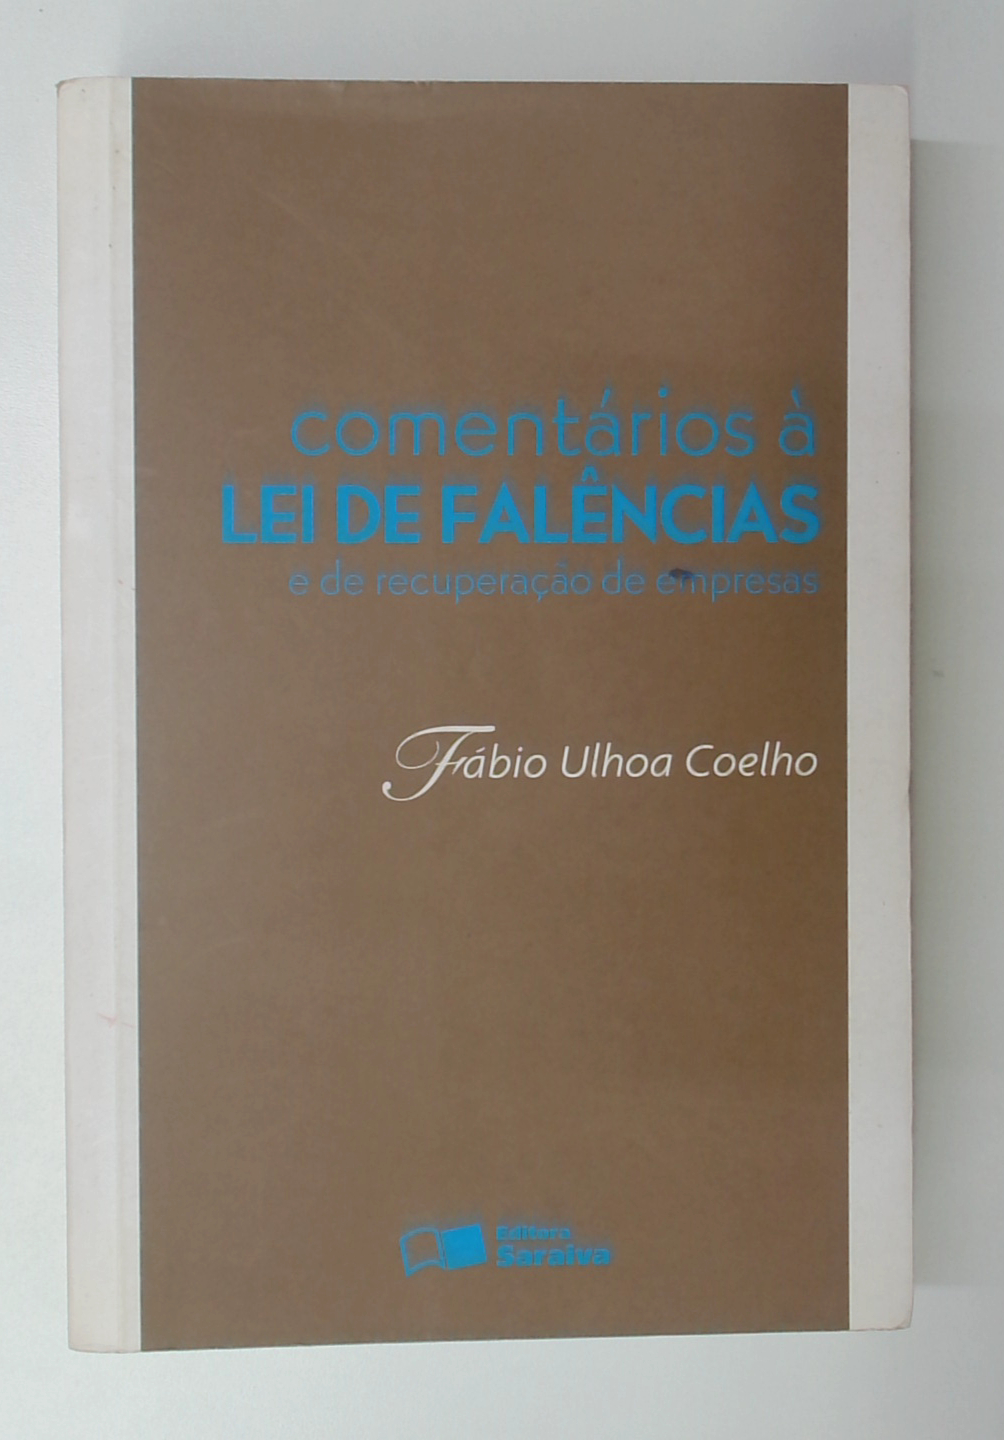 comentários à
LEI DE FALÊNCIAS
e de recuperação de empresas
Fábio Ulhoa Coelho
Editora
Saraiva